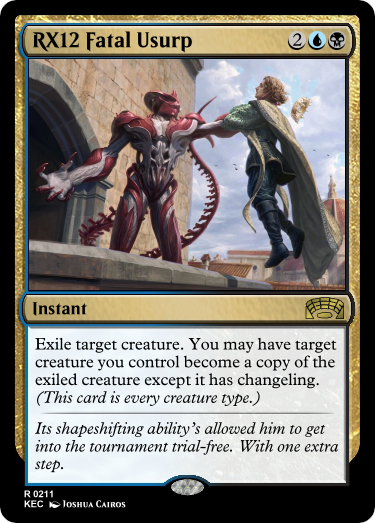 RX12 Fatal Usurp 2
Instant
Exile target creature. You may have target
creature you control become a copy of the
exiled creature except it has changeling.
(This card is every creature type.)
Its shapeshifting ability's allowed him to get
into the tournament trial-free. With one extra
step.
R 0211
KEC Joshua Cairos